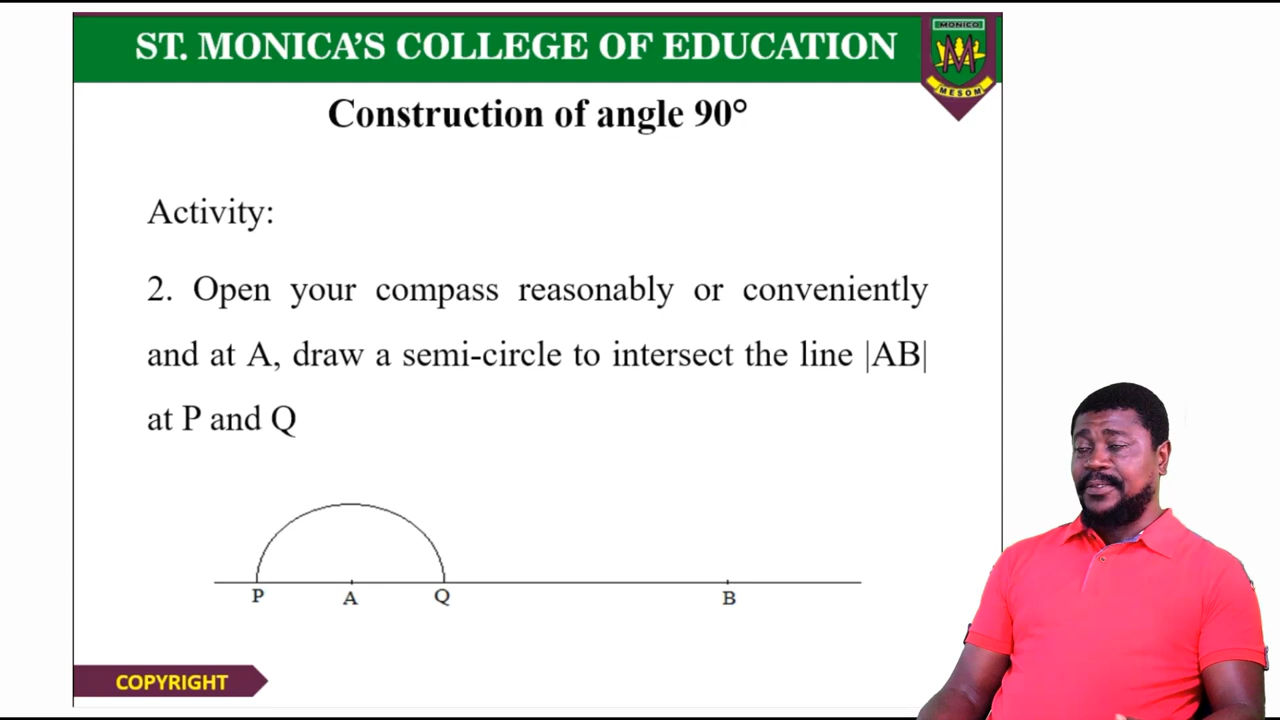 ST. MONICA'S COLLEGE OF EDUCATION
MONICO
MESOM
Construction of angle 90°
Activity:
2. Open your compass reasonably or conveniently
and at A, draw a semi-circle to intersect the line |AB|
at P and Q
P A Q B
COPYRIGHT